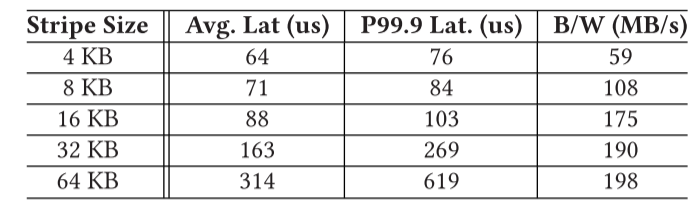 Stripe Size Avg. Lat (us) P99.9 Lat. (us) B/W (MB/s)
4 KB 64 76 59
8 KB 71 84 108
16 KB 88 103 175
32 KB 163 269 190
64 KB 314 619 198